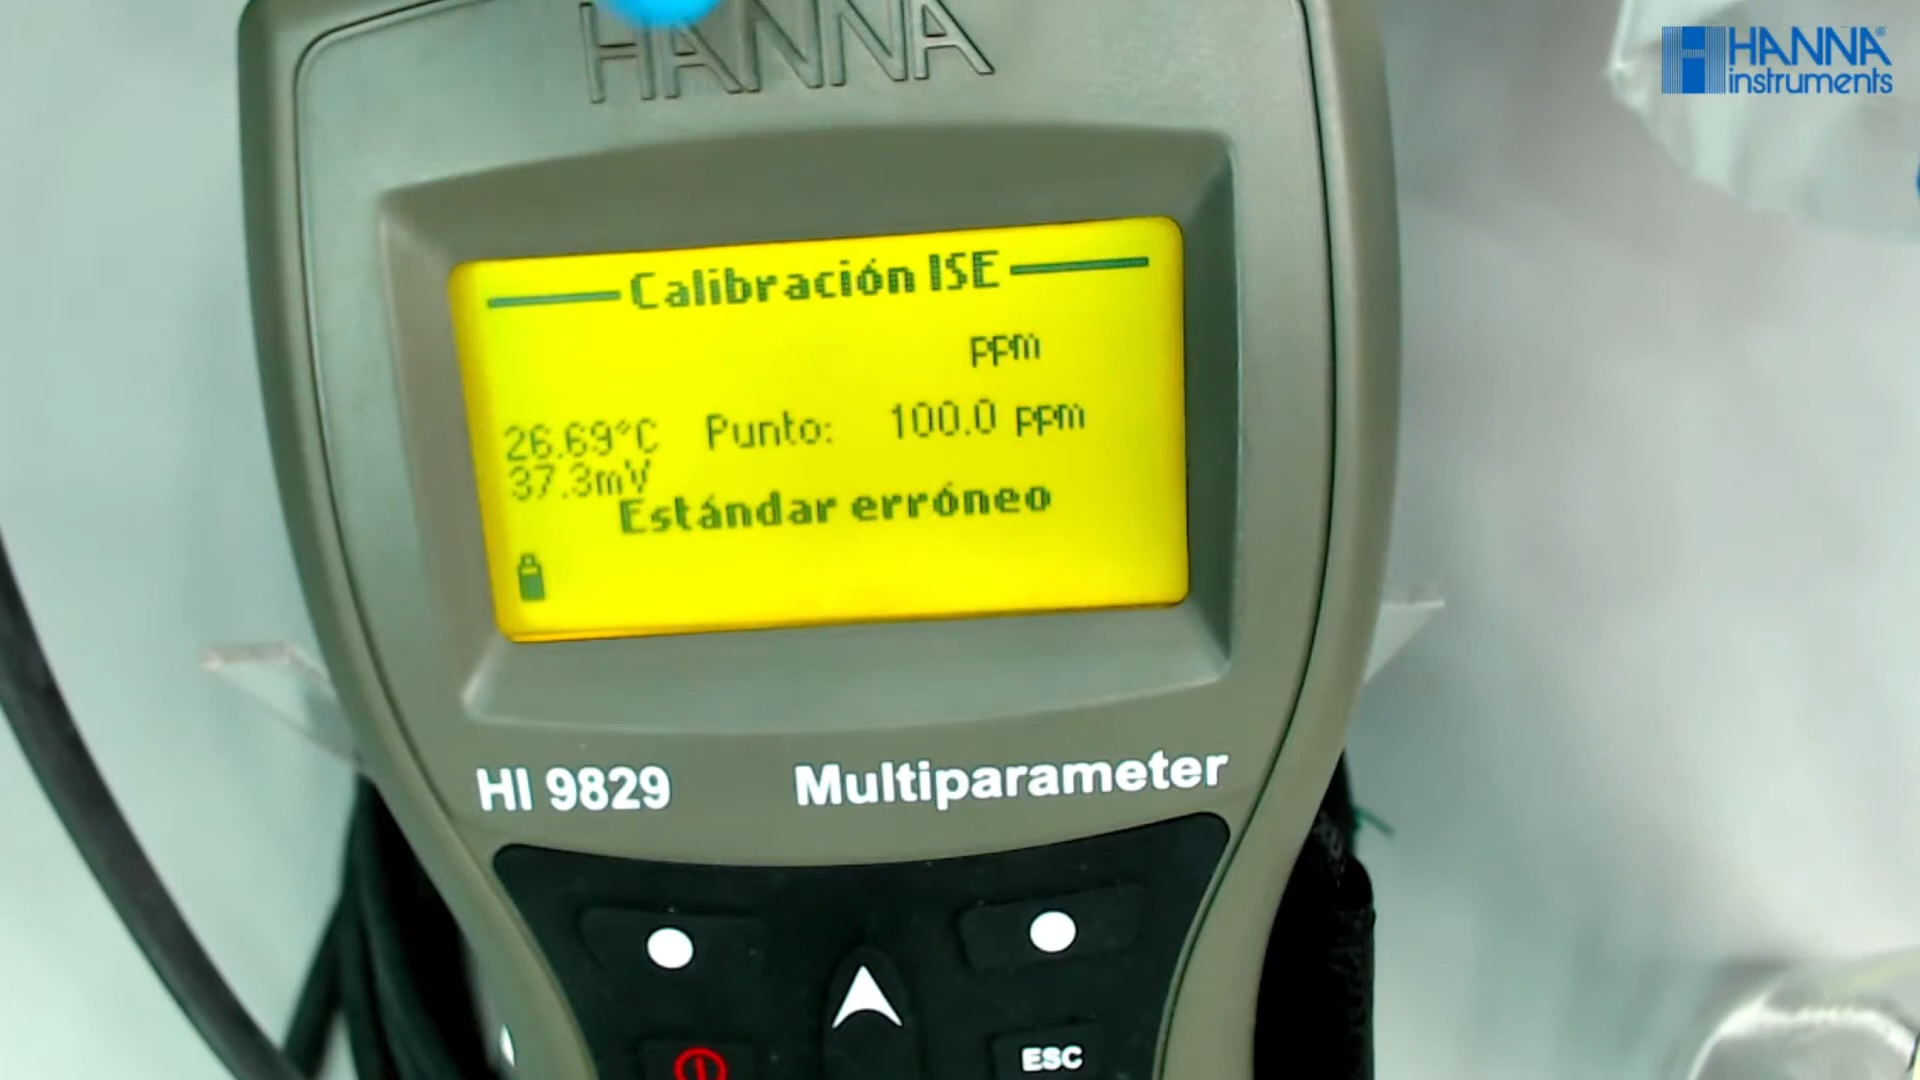 HANNA
HANNA
instruments
Calibración ISE
ppm
26.69°C Punto: 100.0 ppm
37.3mV
Estándar erróneo
HI 9829 Multiparameter
ESC